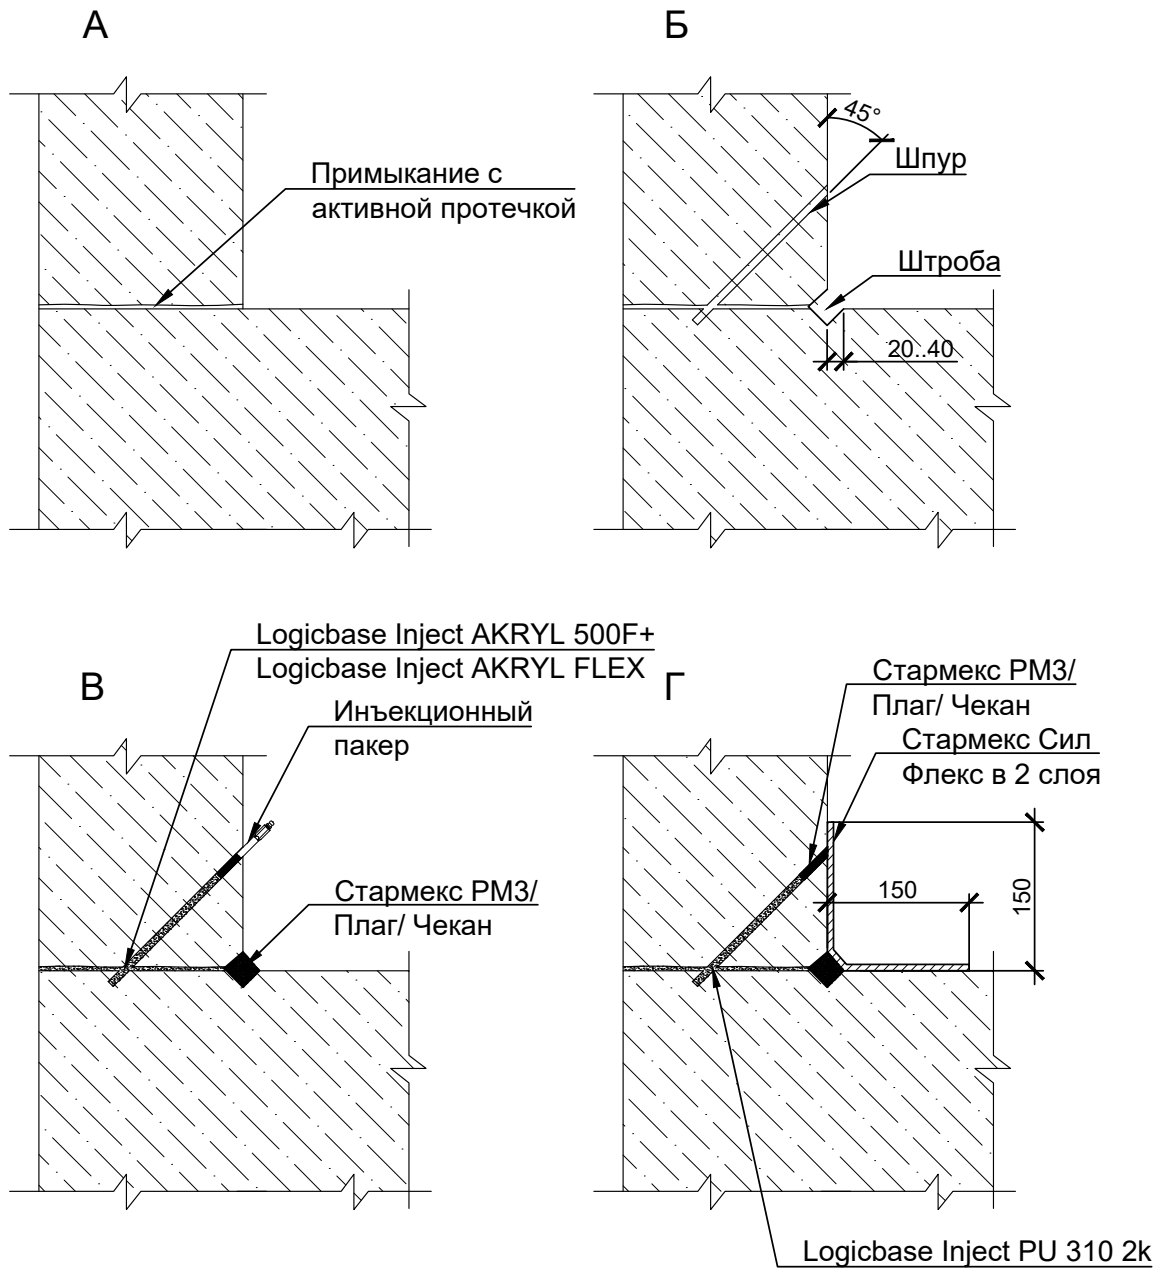 А
Примыкание с
активной протечкой
Б
45°
Шпур
Штроба
20..40
В
Logicbase Inject AKRYL 500F+
Logicbase Inject AKRYL FLEX
Инъекционный
пакер
Стармекс РМ3/
Плаг/ Чекан
Г
Стармекс РМ3/
Плаг/ Чекан
Стармекс Сил
Флекс в 2 слоя
150
150
Logicbase Inject PU 310 2k